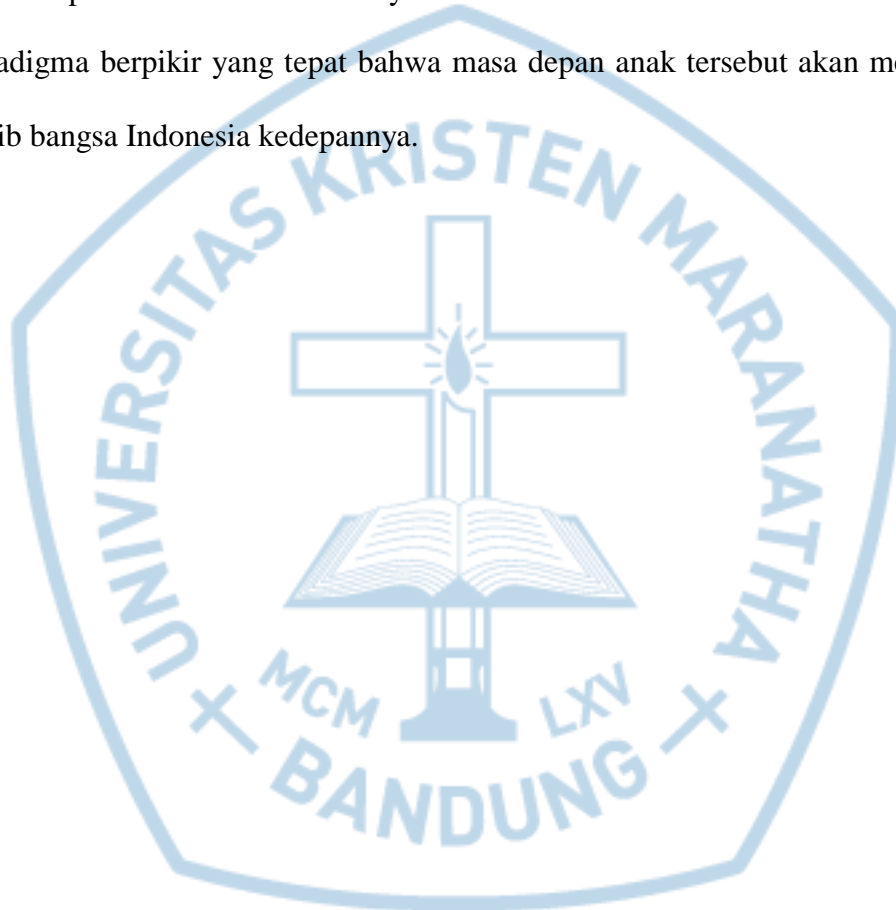 adigma berpikir yang tepat bahwa masa depan anak tersebut akan
ib bangsa Indonesia kedepannya.
UNIVERSITAS KRISTEN MARANATHA
MCM LXV
BANDUNG